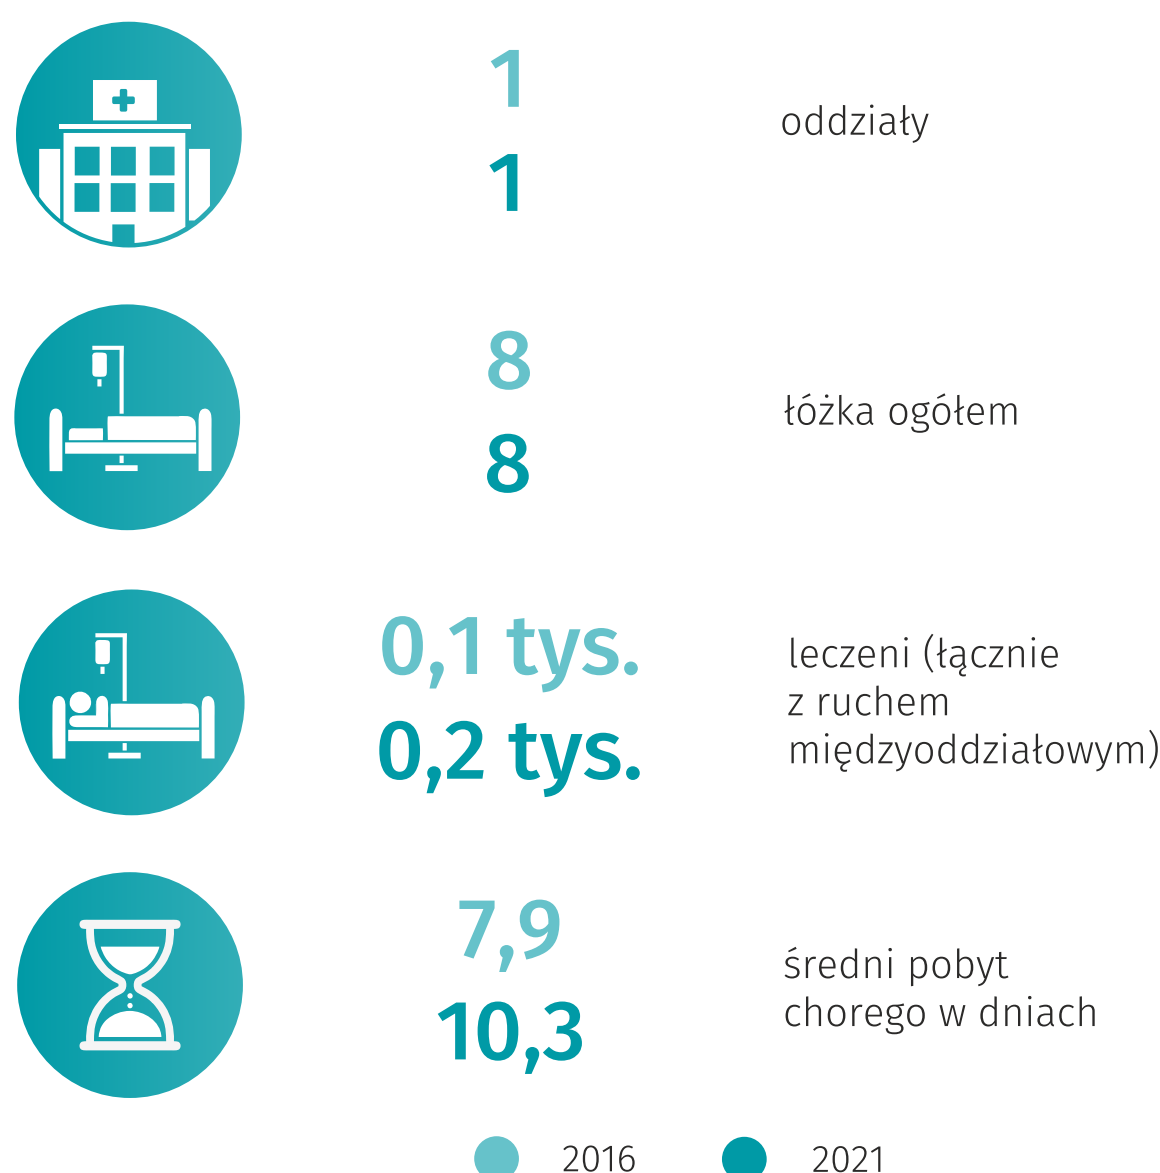 1
1
oddziały
8
8
łóżka ogółem
0,1 tys.
0,2 tys.
leczeni (łącznie
z ruchem
międzyoddziałowym)
7,9
10,3
średni pobyt
chorego w dniach
2016
2021